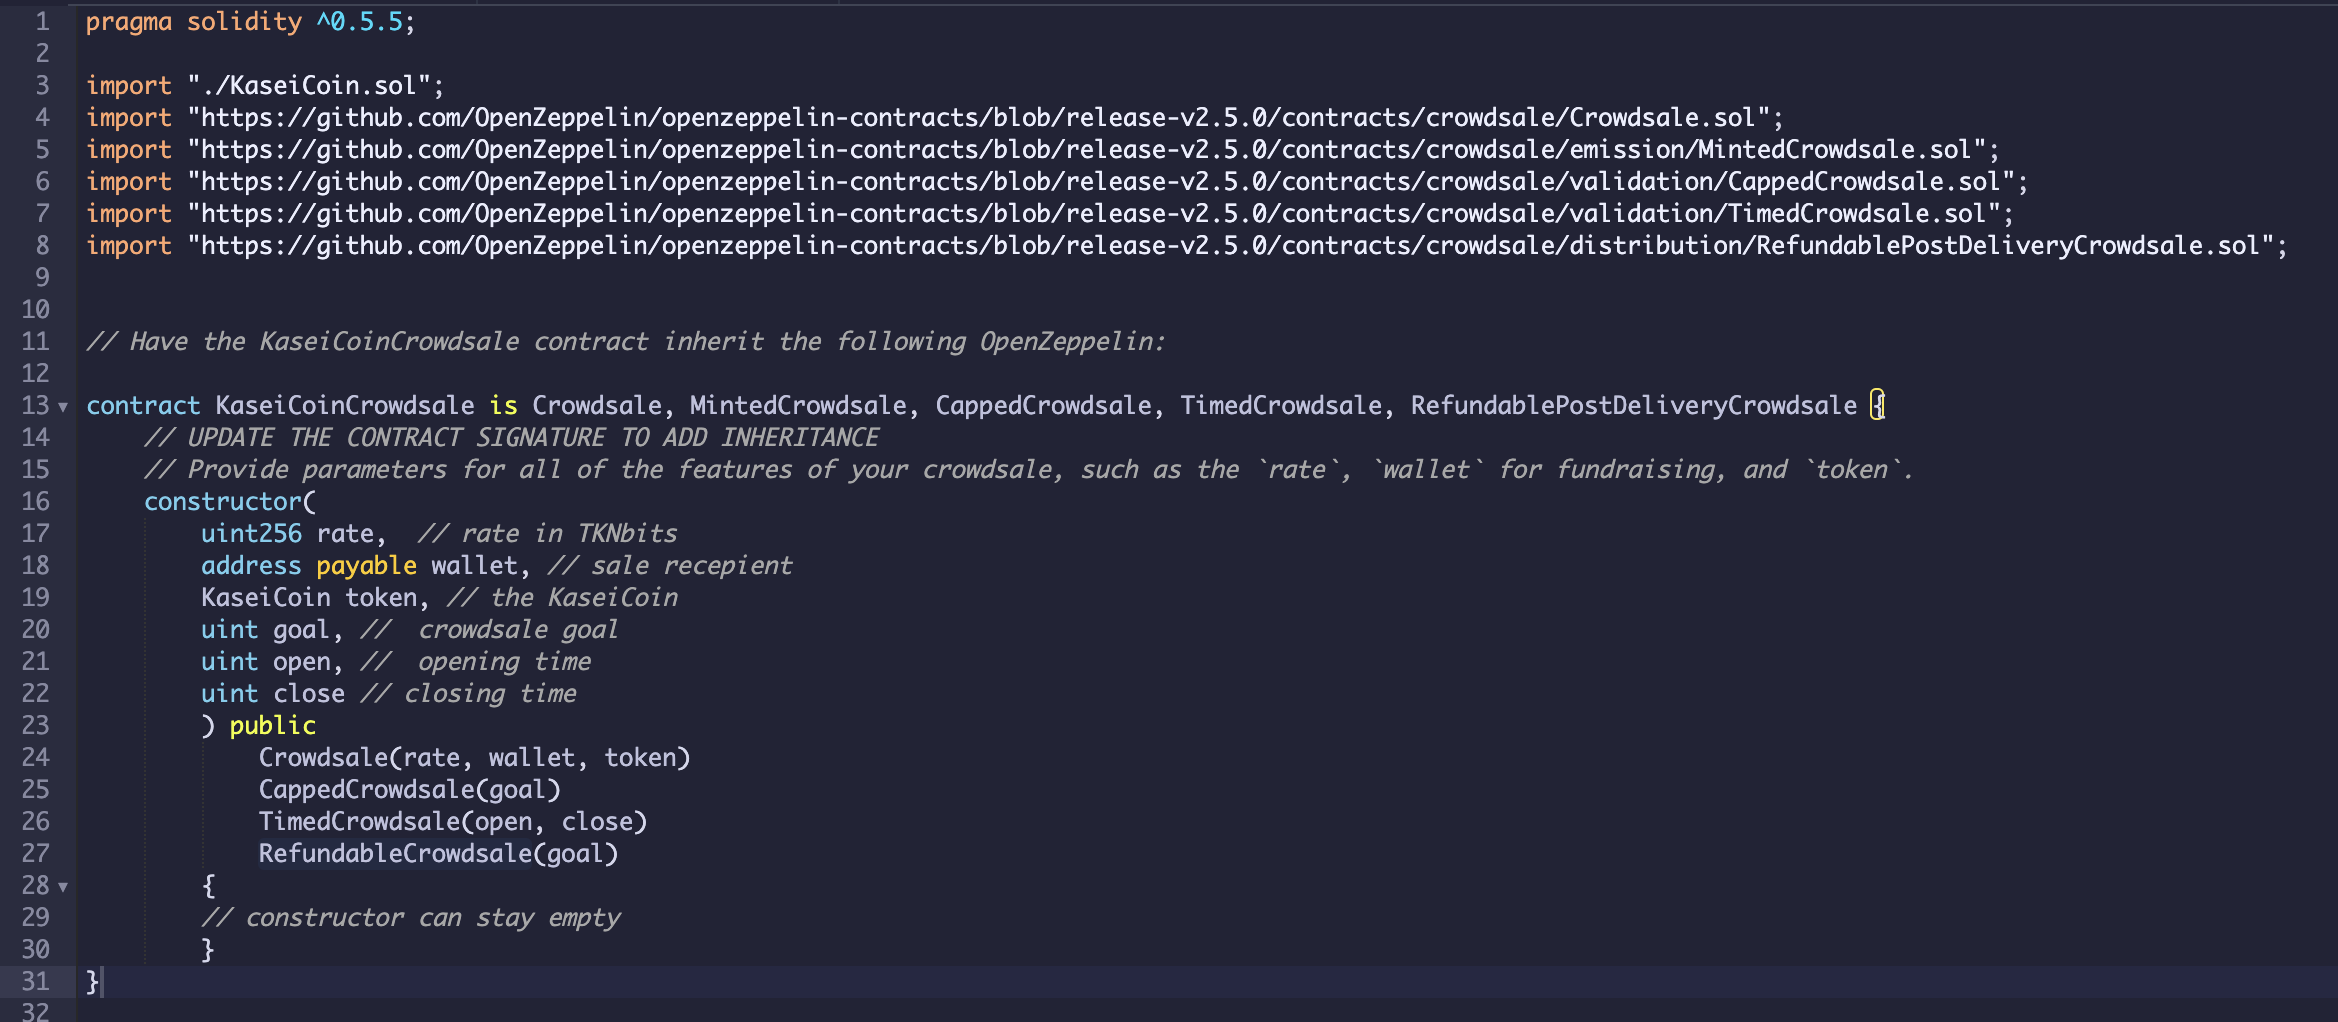 1 pragma solidity ^0.5.5;
2
3 import "./KaseiCoin.sol";
4 import "https://github.com/OpenZeppelin/openzeppelin-contracts/blob/release-v2.5.0/contracts/crowdsale/Crowdsale.sol";
5 import "https://github.com/OpenZeppelin/openzeppelin-contracts/blob/release-v2.5.0/contracts/crowdsale/emission/MintedCrowdsale.sol";
6 import "https://github.com/OpenZeppelin/openzeppelin-contracts/blob/release-v2.5.0/contracts/crowdsale/validation/CappedCrowdsale.sol";
7 import "https://github.com/OpenZeppelin/openzeppelin-contracts/blob/release-v2.5.0/contracts/crowdsale/validation/TimedCrowdsale.sol";
8 import "https://github.com/OpenZeppelin/openzeppelin-contracts/blob/release-v2.5.0/contracts/crowdsale/distribution/RefundablePostDeliveryCrowdsale.sol";
9
10
11 // Have the KaseiCoinCrowdsale contract inherit the following OpenZeppelin:
12
13 contract KaseiCoinCrowdsale is Crowdsale, MintedCrowdsale, CappedCrowdsale, TimedCrowdsale, RefundablePostDeliveryCrowdsale {
14     // UPDATE THE CONTRACT SIGNATURE TO ADD INHERITANCE
15     // Provide parameters for all of the features of your crowdsale, such as the `rate`, `wallet` for fundraising, and `token`.
16     constructor(
17         uint256 rate,  // rate in TKNbits
18         address payable wallet, // sale recepient
19         KaseiCoin token, // the KaseiCoin
20         uint goal, //  crowdsale goal
21         uint open, //  opening time
22         uint close // closing time
23         ) public
24             Crowdsale(rate, wallet, token)
25             CappedCrowdsale(goal)
26             TimedCrowdsale(open, close)
27             RefundableCrowdsale(goal)
28         {
29         // constructor can stay empty
30         }
31 }
32